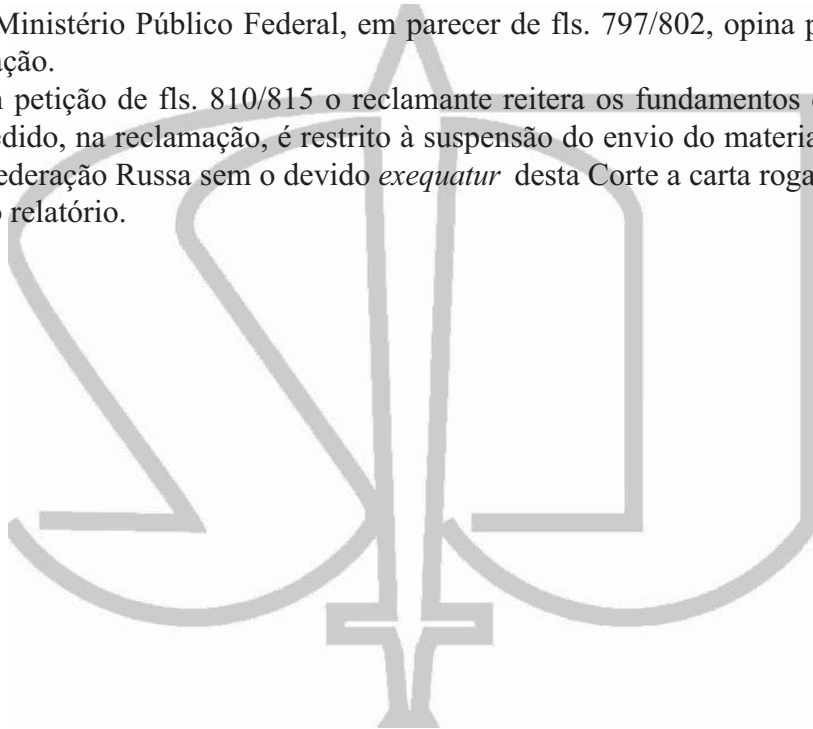 Ministério Público Federal, em parecer de fls. 797/802, opina p
ação.
petição de fls. 810/815 o reclamante reitera os fundamentos
edido, na reclamação, é restrito à suspensão do envio do materia
ederação Russa sem o devido exequatur desta Corte a carta roga
relatório.
STJ